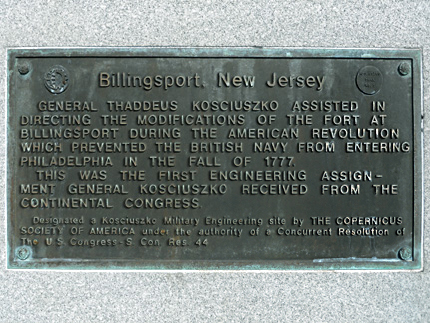 Billingsport, New Jersey
GENERAL THADDEUS KOSCIUSZKO ASSISTED IN
DIRECTING THE MODIFICATIONS OF THE FORT AT
BILLINGSPORT DURING THE AMERICAN REVOLUTION
WHICH PREVENTED THE BRITISH NAVY FROM ENTERING
PHILADELPHIA IN THE FALL OF 1777.
THIS WAS THE FIRST ENGINEERING ASSIGN-
MENT GENERAL KOSCIUSZKO RECEIVED FROM THE
CONTINENTAL CONGRESS.
Designated a Kosciuszko Military Engineering site by THE COPERNICUS
SOCIETY OF AMERICA under the authority of a Concurrent Resolution of
The U.S. Congress-S. Con. Res. 44